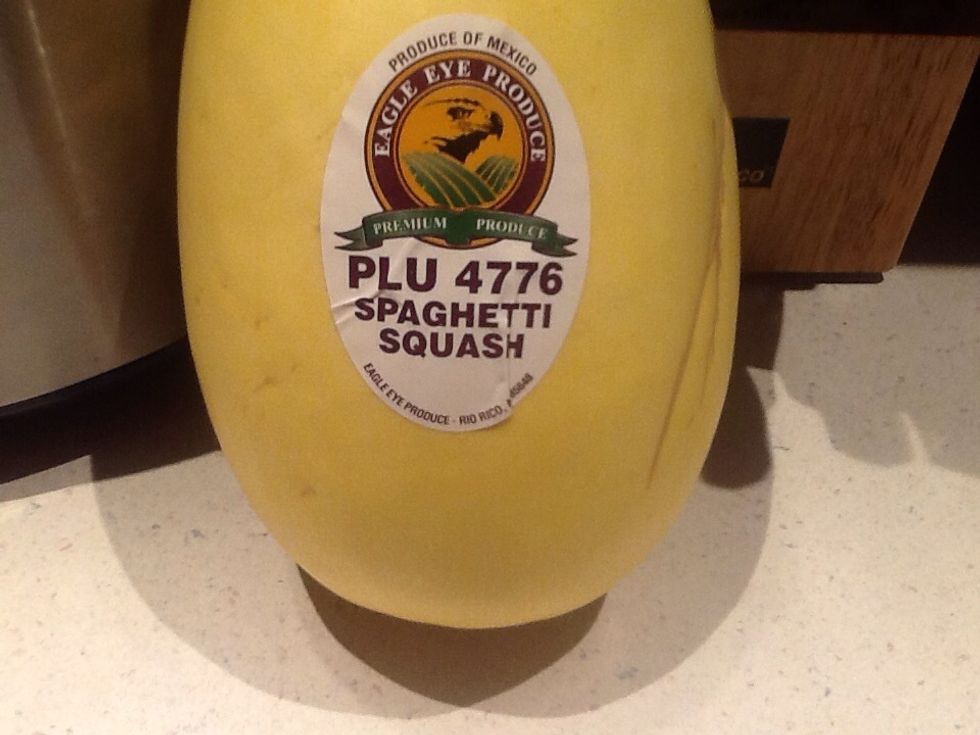 PRODUCE OF MEXICO
EAGLE EYE PRODUCE
PREMIUM PRODUCE
PLU 4776
SPAGHETTI
SQUASH
EAGLE EYE PRODUCE - RIO RICO,